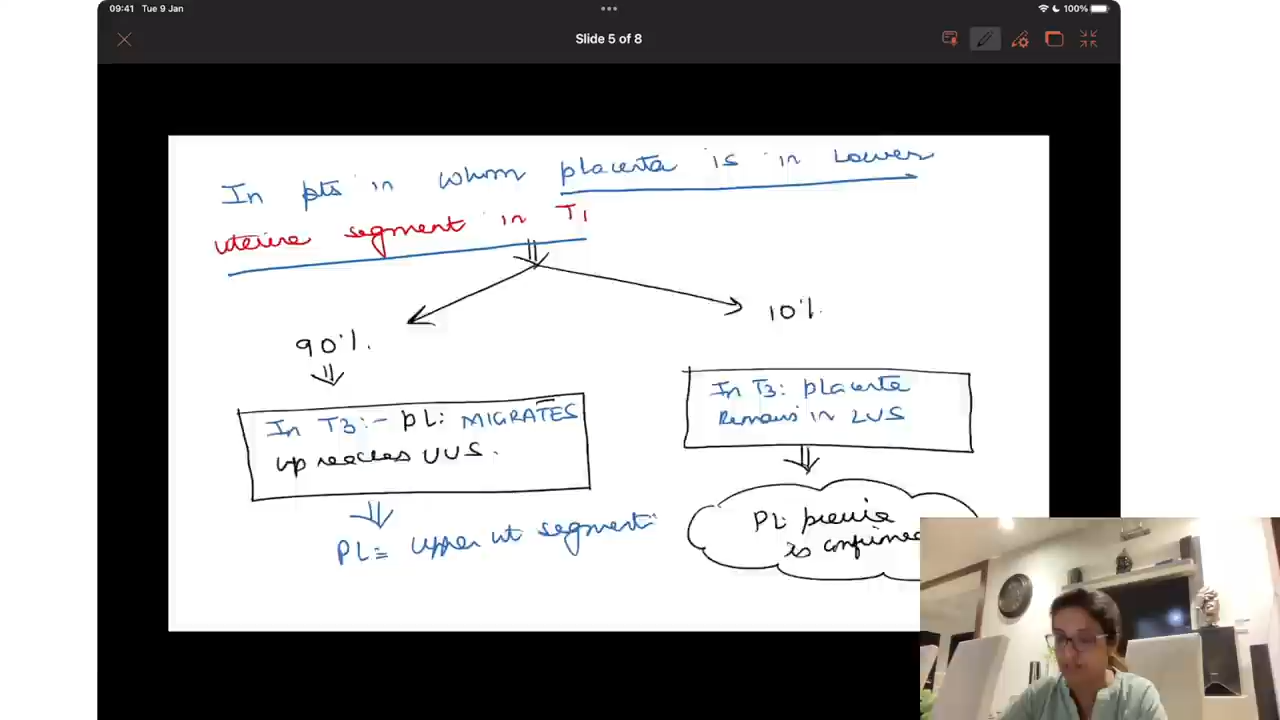 09:41 Tue 9 Jan
100%
Slide 5 of 8
In pts in whom placenta is in Lower
uterine segment in T1
90%.
10%.
In T3:- PL: MIGRATES
up reaches UUS.
PL= upper ut segment
In T3: placenta
Remains in LUS
PL: previa
is confirmed